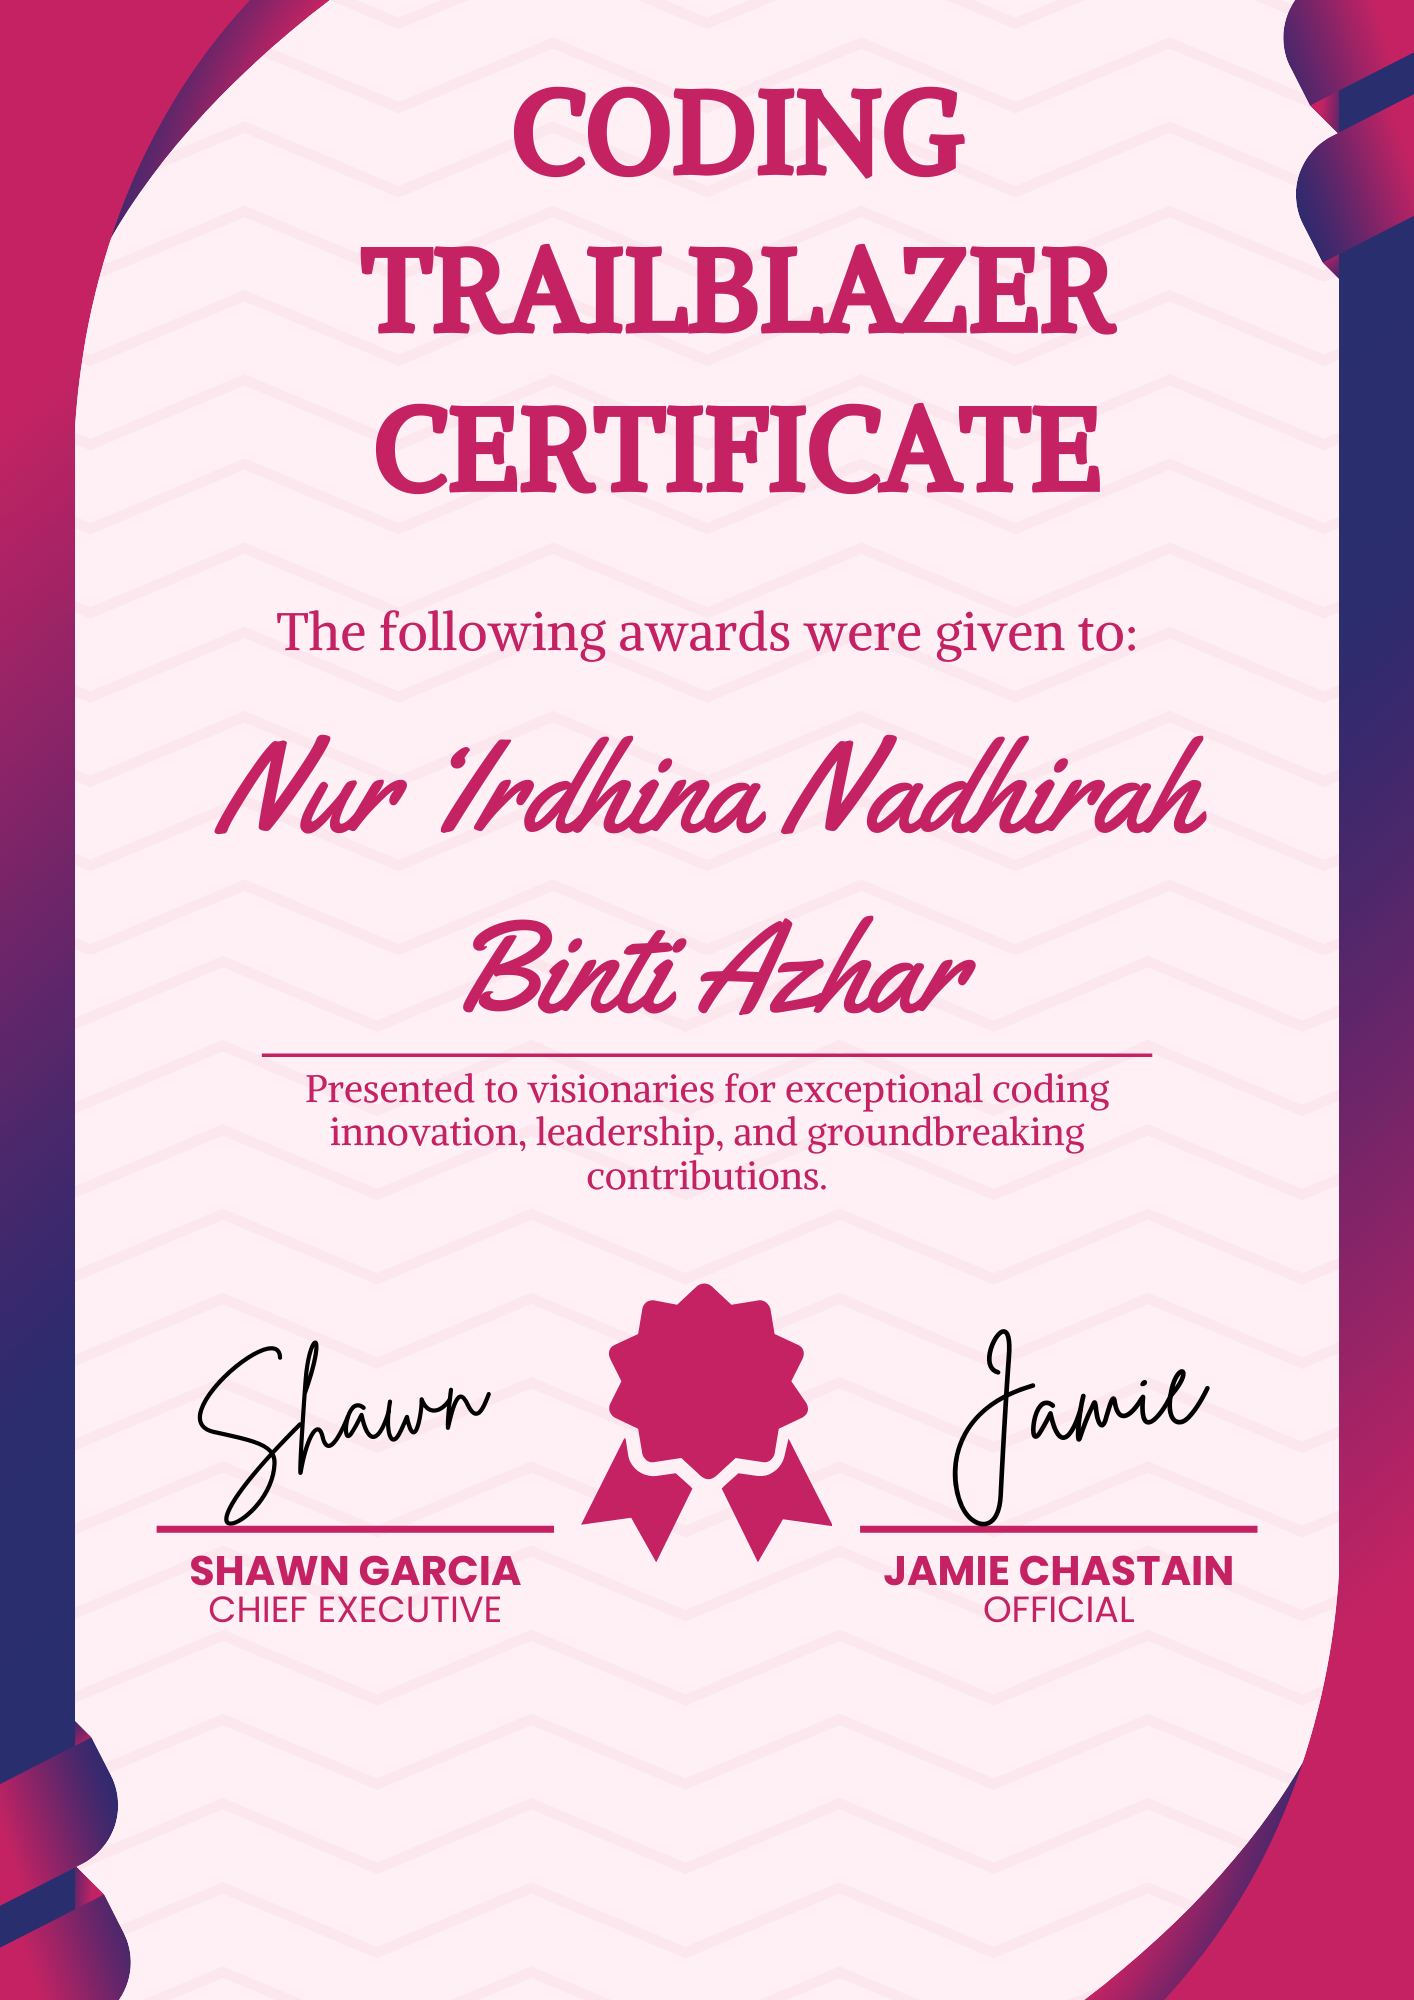 CODING
TRAILBLAZER
CERTIFICATE
The following awards were given to:
Nur ‘Irdhina Nadhirah
Binti Azhar
Presented to visionaries for exceptional coding
innovation, leadership, and groundbreaking
contributions.
Shawn
Jamie
SHAWN GARCIA
CHIEF EXECUTIVE
JAMIE CHASTAIN
OFFICIAL